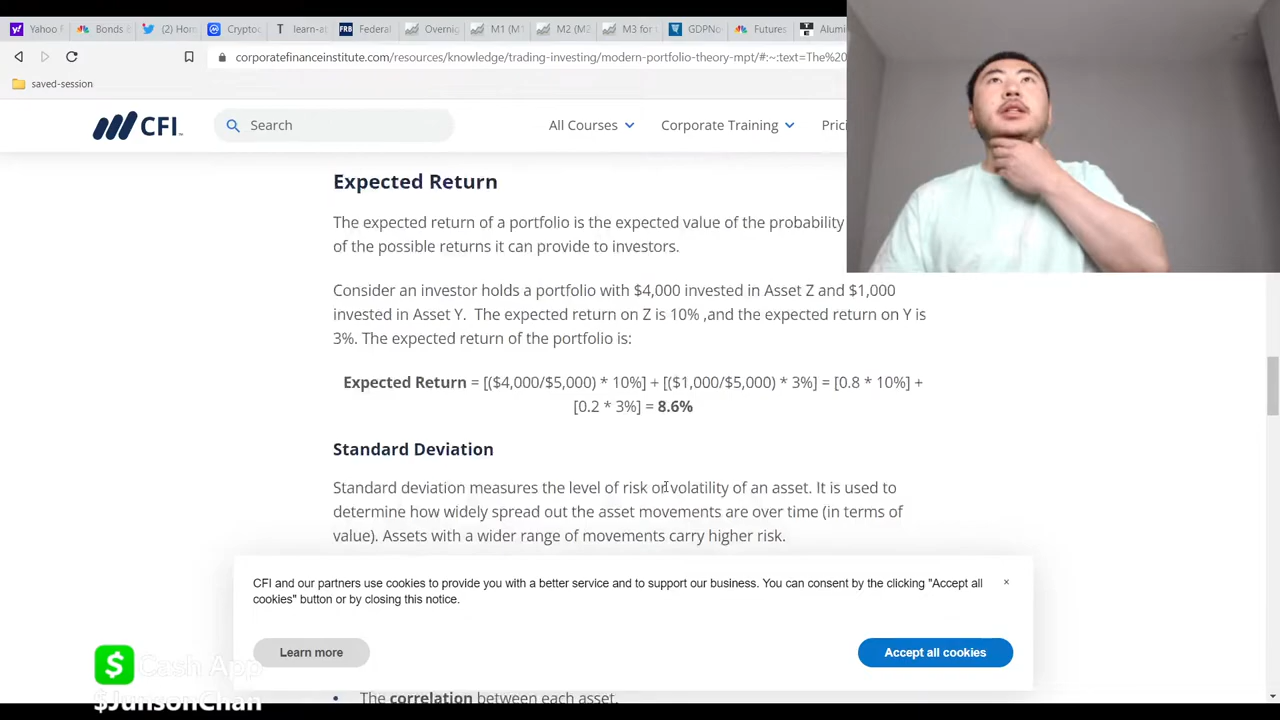 Yahoo F
Bonds &
(2) Hom
Cryptoc
learn-a
Federal
Overnig
M1 (M
M2 (M2
M3 for
GDPNo
Futures
Alumi
corporatefinanceinstitute.com/resources/knowledge/trading-investing/modern-portfolio-theory-mpt/#:~:text=The%20
saved-session
CFI
Search
All Courses
Corporate Training
Prici
Expected Return
The expected return of a portfolio is the expected value of the probability
of the possible returns it can provide to investors.
Consider an investor holds a portfolio with $4,000 invested in Asset Z and $1,000
invested in Asset Y. The expected return on Z is 10% ,and the expected return on Y is
3%. The expected return of the portfolio is:
Expected Return = [($4,000/$5,000) * 10%] + [($1,000/$5,000) * 3%] = [0.8 * 10%] +
[0.2 * 3%] = 8.6%
Standard Deviation
Standard deviation measures the level of risk or volatility of an asset. It is used to
determine how widely spread out the asset movements are over time (in terms of
value). Assets with a wider range of movements carry higher risk.
CFI and our partners use cookies to provide you with a better service and to support our business. You can consent by the clicking "Accept all
cookies" button or by closing this notice.
×
Learn more
Accept all cookies
Cash App
$JunsonChan
• The correlation between each asset.